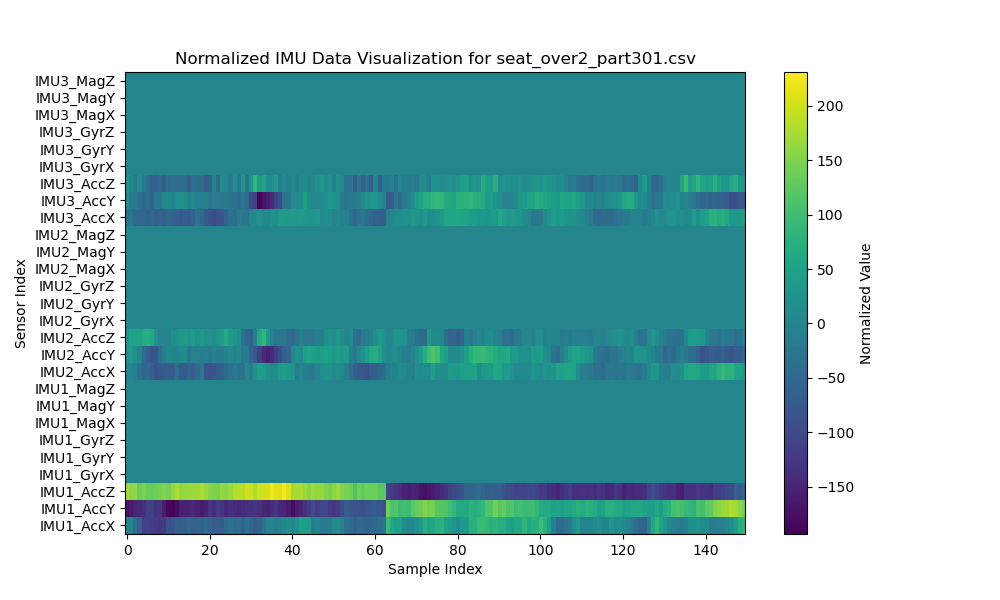 Normalized IMU Data Visualization for seat_over2_part301.csv
IMU3_MagZ
IMU3_MagY
IMU3_MagX
IMU3_GyrZ
IMU3_GyrY
IMU3_GyrX
IMU3_AccZ
IMU3_AccY
IMU3_AccX
IMU2_MagZ
IMU2_MagY
IMU2_MagX
IMU2_GyrZ
IMU2_GyrY
IMU2_GyrX
IMU2_AccZ
IMU2_AccY
IMU2_AccX
IMU1_MagZ
IMU1_MagY
IMU1_MagX
IMU1_GyrZ
IMU1_GyrY
IMU1_GyrX
IMU1_AccZ
IMU1_AccY
IMU1_AccX
Sensor Index
0 20 40 60 80 100 120 140
Sample Index
200
150
100
50
0
−50
−100
−150
Normalized Value